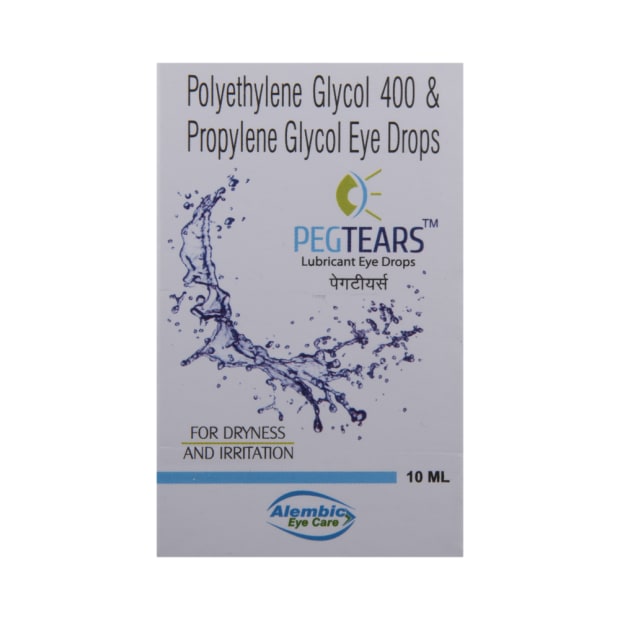 Polyethylene Glycol 400 &
Propylene Glycol Eye Drops
PEGTEARS™
Lubricant Eye Drops
पेगटीयर्स
FOR DRYNESS
AND IRRITATION
10 ML
Alembic
Eye Care